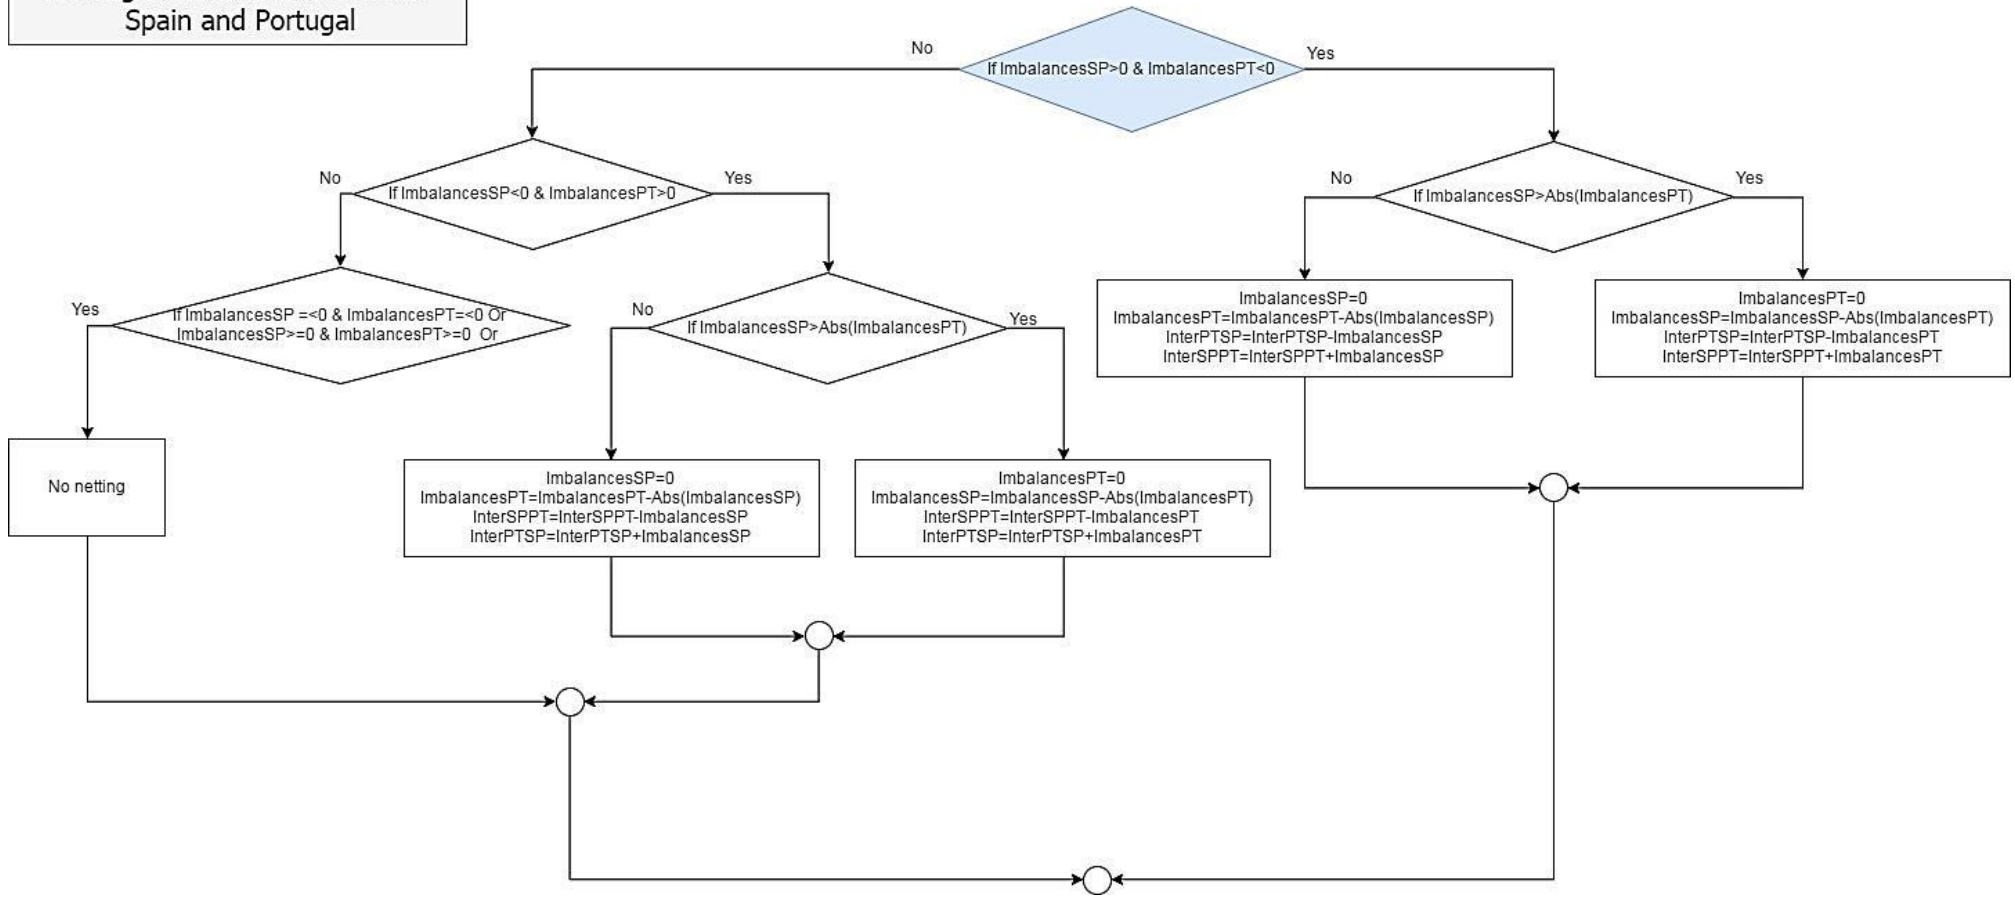 Spain and Portugal
No
If ImbalancesSP>0 & ImbalancesPT<0
Yes
No
If ImbalancesSP<0 & ImbalancesPT>0
Yes
No
If ImbalancesSP>Abs(ImbalancesPT)
Yes
Yes
If ImbalancesSP =<0 & ImbalancesPT=<0 Or
ImbalancesSP>=0 & ImbalancesPT>=0 Or
No
If ImbalancesSP>Abs(ImbalancesPT)
Yes
ImbalancesSP=0
ImbalancesPT=ImbalancesPT-Abs(ImbalancesSP)
InterPTSP=InterPTSP-ImbalancesSP
InterSPPT=InterSPPT+ImbalancesSP
ImbalancesPT=0
ImbalancesSP=ImbalancesSP-Abs(ImbalancesPT)
InterPTSP=InterPTSP-ImbalancesPT
InterSPPT=InterSPPT+ImbalancesPT
No netting
ImbalancesSP=0
ImbalancesPT=ImbalancesPT-Abs(ImbalancesSP)
InterSPPT=InterSPPT-ImbalancesSP
InterPTSP=InterPTSP+ImbalancesSP
ImbalancesPT=0
ImbalancesSP=ImbalancesSP-Abs(ImbalancesPT)
InterSPPT=InterSPPT-ImbalancesPT
InterPTSP=InterPTSP+ImbalancesPT